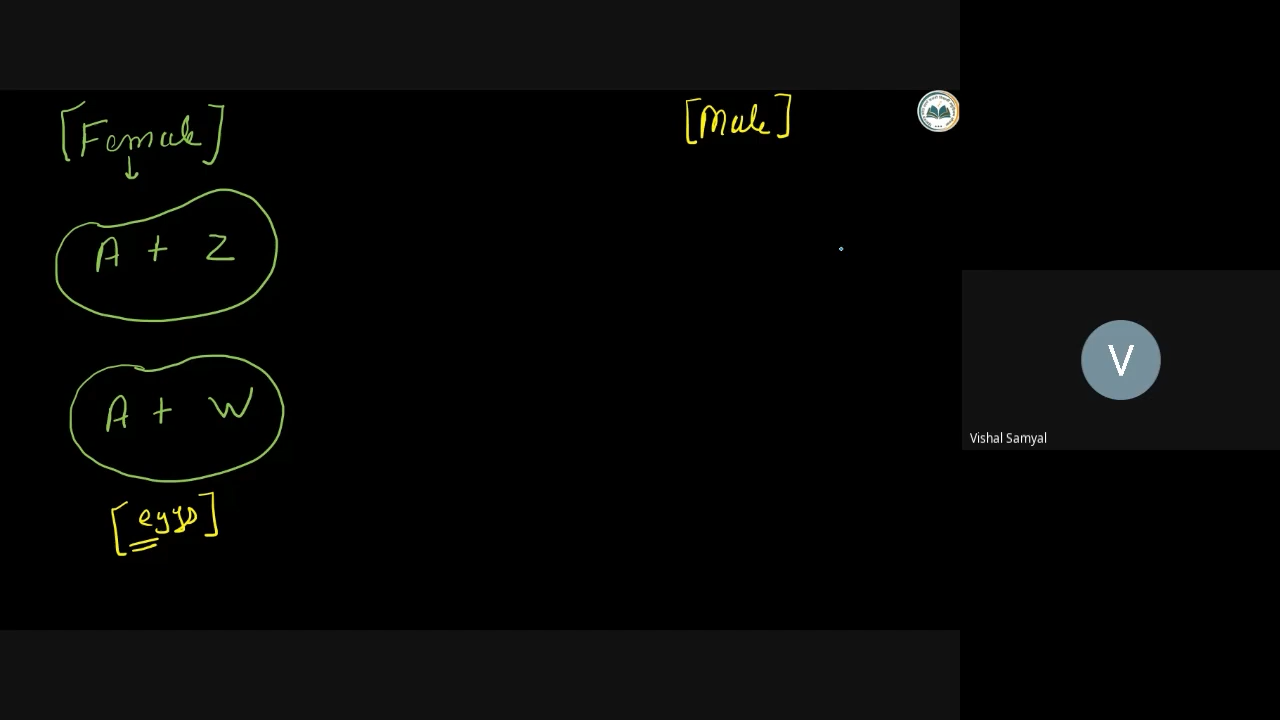 [Female]
[Male]
A + Z
A + W
[eggs]
V
Vishal Samyal